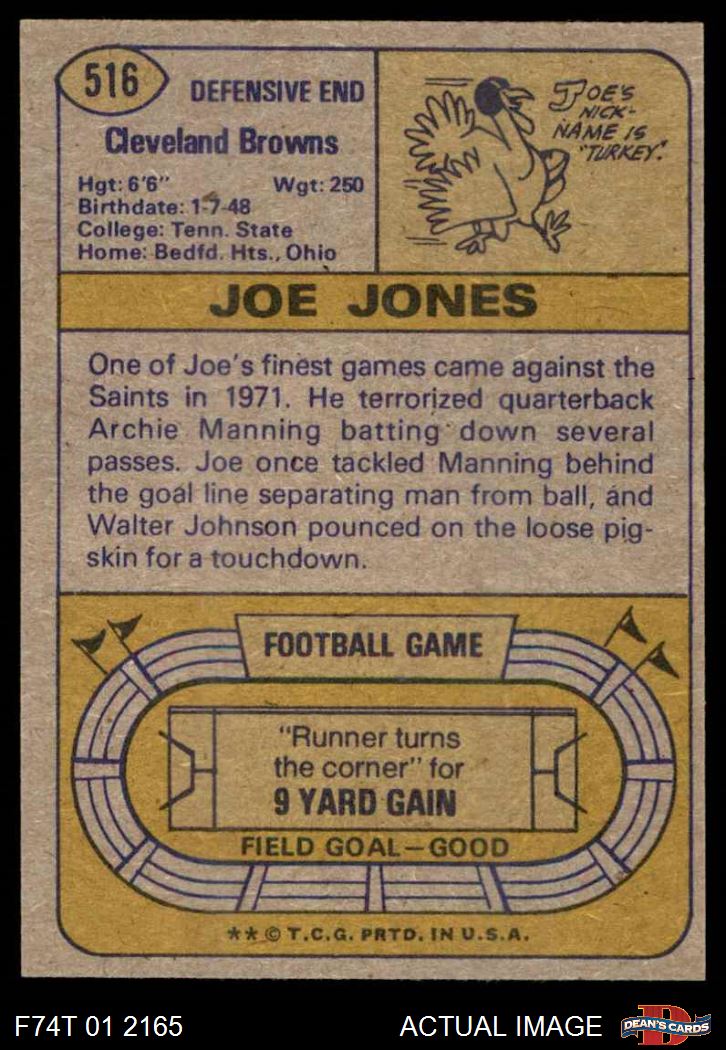 516
DEFENSIVE END
Cleveland Browns
Hgt: 6'6" Wgt: 250
Birthdate: 1-7-48
College: Tenn. State
Home: Bedfd. Hts., Ohio
JOE'S
NICK-
NAME IS
"TURKEY."
JOE JONES
One of Joe's finest games came against the
Saints in 1971. He terrorized quarterback
Archie Manning batting down several
passes. Joe once tackled Manning behind
the goal line separating man from ball, and
Walter Johnson pounced on the loose pig-
skin for a touchdown.
FOOTBALL GAME
"Runner turns
the corner" for
9 YARD GAIN
FIELD GOAL—GOOD
** © T.C.G. PRTD. IN U.S.A.
F74T 01 2165 ACTUAL IMAGE
D
DEAN'S CARDS